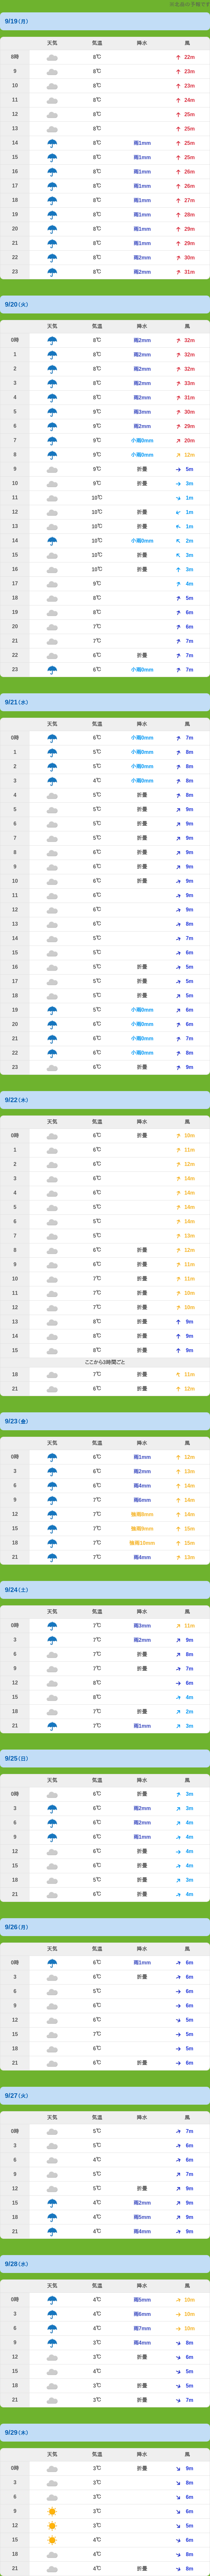 9/19(月)
天気 気温 降水 風
8時 8℃ 22m
9 8℃ 23m
10 8℃ 23m
11 8℃ 24m
12 8℃ 25m
13 8℃ 25m
14 8℃ 雨1mm 25m
15 8℃ 雨1mm 25m
16 8℃ 雨1mm 26m
17 8℃ 雨1mm 26m
18 8℃ 雨1mm 27m
19 8℃ 雨1mm 28m
20 8℃ 雨1mm 29m
21 8℃ 雨1mm 29m
22 8℃ 雨2mm 30m
23 8℃ 雨2mm 31m
9/20(火)
天気 気温 降水 風
0時 8℃ 雨2mm 32m
1 8℃ 雨2mm 32m
2 8℃ 雨2mm 32m
3 8℃ 雨2mm 33m
4 8℃ 雨2mm 31m
5 9℃ 雨3mm 30m
6 9℃ 雨2mm 29m
7 9℃ 小雨0mm 20m
8 9℃ 小雨0mm 12m
9 9℃ 折畳 5m
10 9℃ 折畳 3m
11 10℃ 1m
12 10℃ 折畳 1m
13 10℃ 折畳 1m
14 10℃ 小雨0mm 2m
15 10℃ 折畳 3m
16 10℃ 折畳 3m
17 9℃ 4m
18 8℃ 5m
19 8℃ 6m
20 7℃ 6m
21 7℃ 7m
22 6℃ 折畳 7m
23 6℃ 小雨0mm 7m
9/21(水)
天気 気温 降水 風
0時 6℃ 小雨0mm 7m
1 5℃ 小雨0mm 8m
2 5℃ 小雨0mm 8m
3 4℃ 小雨0mm 8m
4 5℃ 折畳 8m
5 5℃ 折畳 9m
6 5℃ 折畳 9m
7 5℃ 折畳 9m
8 6℃ 折畳 9m
9 6℃ 折畳 9m
10 6℃ 折畳 9m
11 6℃ 9m
12 6℃ 9m
13 6℃ 8m
14 5℃ 7m
15 5℃ 6m
16 5℃ 折畳 5m
17 5℃ 折畳 5m
18 5℃ 折畳 5m
19 5℃ 小雨0mm 6m
20 6℃ 小雨0mm 6m
21 6℃ 小雨0mm 7m
22 6℃ 小雨0mm 8m
23 6℃ 折畳 9m
9/22(木)
天気 気温 降水 風
0時 6℃ 折畳 10m
1 6℃ 11m
2 6℃ 12m
3 6℃ 14m
4 6℃ 14m
5 5℃ 14m
6 5℃ 14m
7 5℃ 13m
8 6℃ 折畳 12m
9 6℃ 折畳 11m
10 7℃ 折畳 11m
11 7℃ 折畳 10m
12 7℃ 折畳 10m
13 8℃ 折畳 9m
14 8℃ 折畳 9m
15 8℃ 折畳 9m
ここから3時間ごと
18 7℃ 折畳 11m
21 6℃ 折畳 12m
9/23(金)
天気 気温 降水 風
0時 6℃ 雨1mm 12m
3 6℃ 雨2mm 13m
6 6℃ 雨4mm 14m
9 7℃ 雨6mm 14m
12 7℃ 強雨8mm 14m
15 7℃ 強雨9mm 15m
18 7℃ 強雨10mm 15m
21 7℃ 雨4mm 13m
9/24(土)
天気 気温 降水 風
0時 7℃ 雨3mm 11m
3 7℃ 雨2mm 9m
6 7℃ 折畳 8m
9 7℃ 折畳 7m
12 8℃ 6m
15 8℃ 4m
18 7℃ 折畳 2m
21 7℃ 雨1mm 3m
9/25(日)
天気 気温 降水 風
0時 6℃ 折畳 3m
3 6℃ 雨2mm 3m
6 6℃ 雨2mm 4m
9 6℃ 雨1mm 4m
12 6℃ 折畳 4m
15 6℃ 折畳 4m
18 5℃ 折畳 3m
21 6℃ 折畳 4m
9/26(月)
天気 気温 降水 風
0時 6℃ 雨1mm 6m
3 6℃ 折畳 6m
6 5℃ 6m
9 6℃ 6m
12 6℃ 5m
15 7℃ 5m
18 6℃ 5m
21 6℃ 折畳 6m
9/27(火)
天気 気温 降水 風
0時 5℃ 7m
3 5℃ 6m
6 4℃ 6m
9 5℃ 7m
12 5℃ 折畳 9m
15 4℃ 雨2mm 9m
18 4℃ 雨5mm 9m
21 4℃ 雨4mm 9m
9/28(水)
天気 気温 降水 風
0時 4℃ 雨5mm 10m
3 4℃ 雨6mm 10m
6 4℃ 雨7mm 10m
9 3℃ 雨4mm 8m
12 3℃ 折畳 6m
15 4℃ 5m
18 3℃ 折畳 5m
21 3℃ 折畳 7m
9/29(木)
天気 気温 降水 風
0時 3℃ 折畳 9m
3 3℃ 8m
6 3℃ 6m
9 3℃ 6m
12 3℃ 5m
15 4℃ 6m
18 4℃ 8m
21 4℃ 折畳 8m